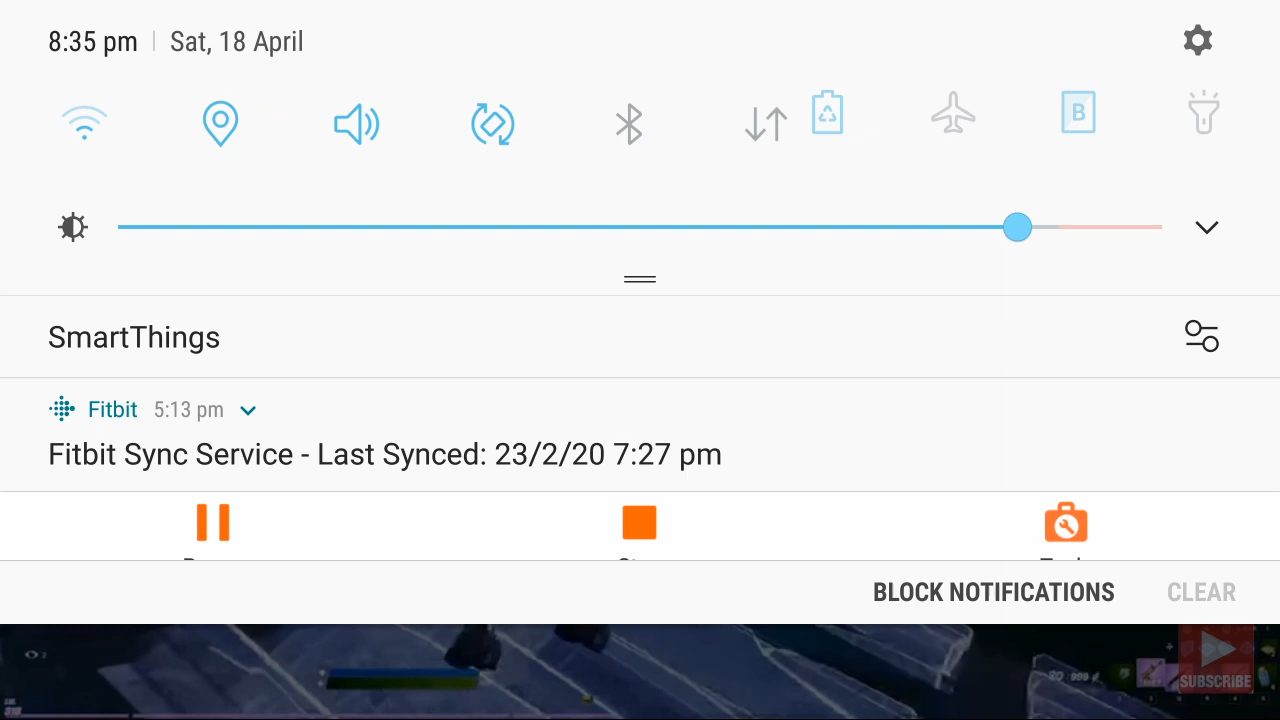 8:35 pm | Sat, 18 April
B
SmartThings
Fitbit 5:13 pm
Fitbit Sync Service - Last Synced: 23/2/20 7:27 pm
BLOCK NOTIFICATIONS CLEAR
SUBSCRIBE